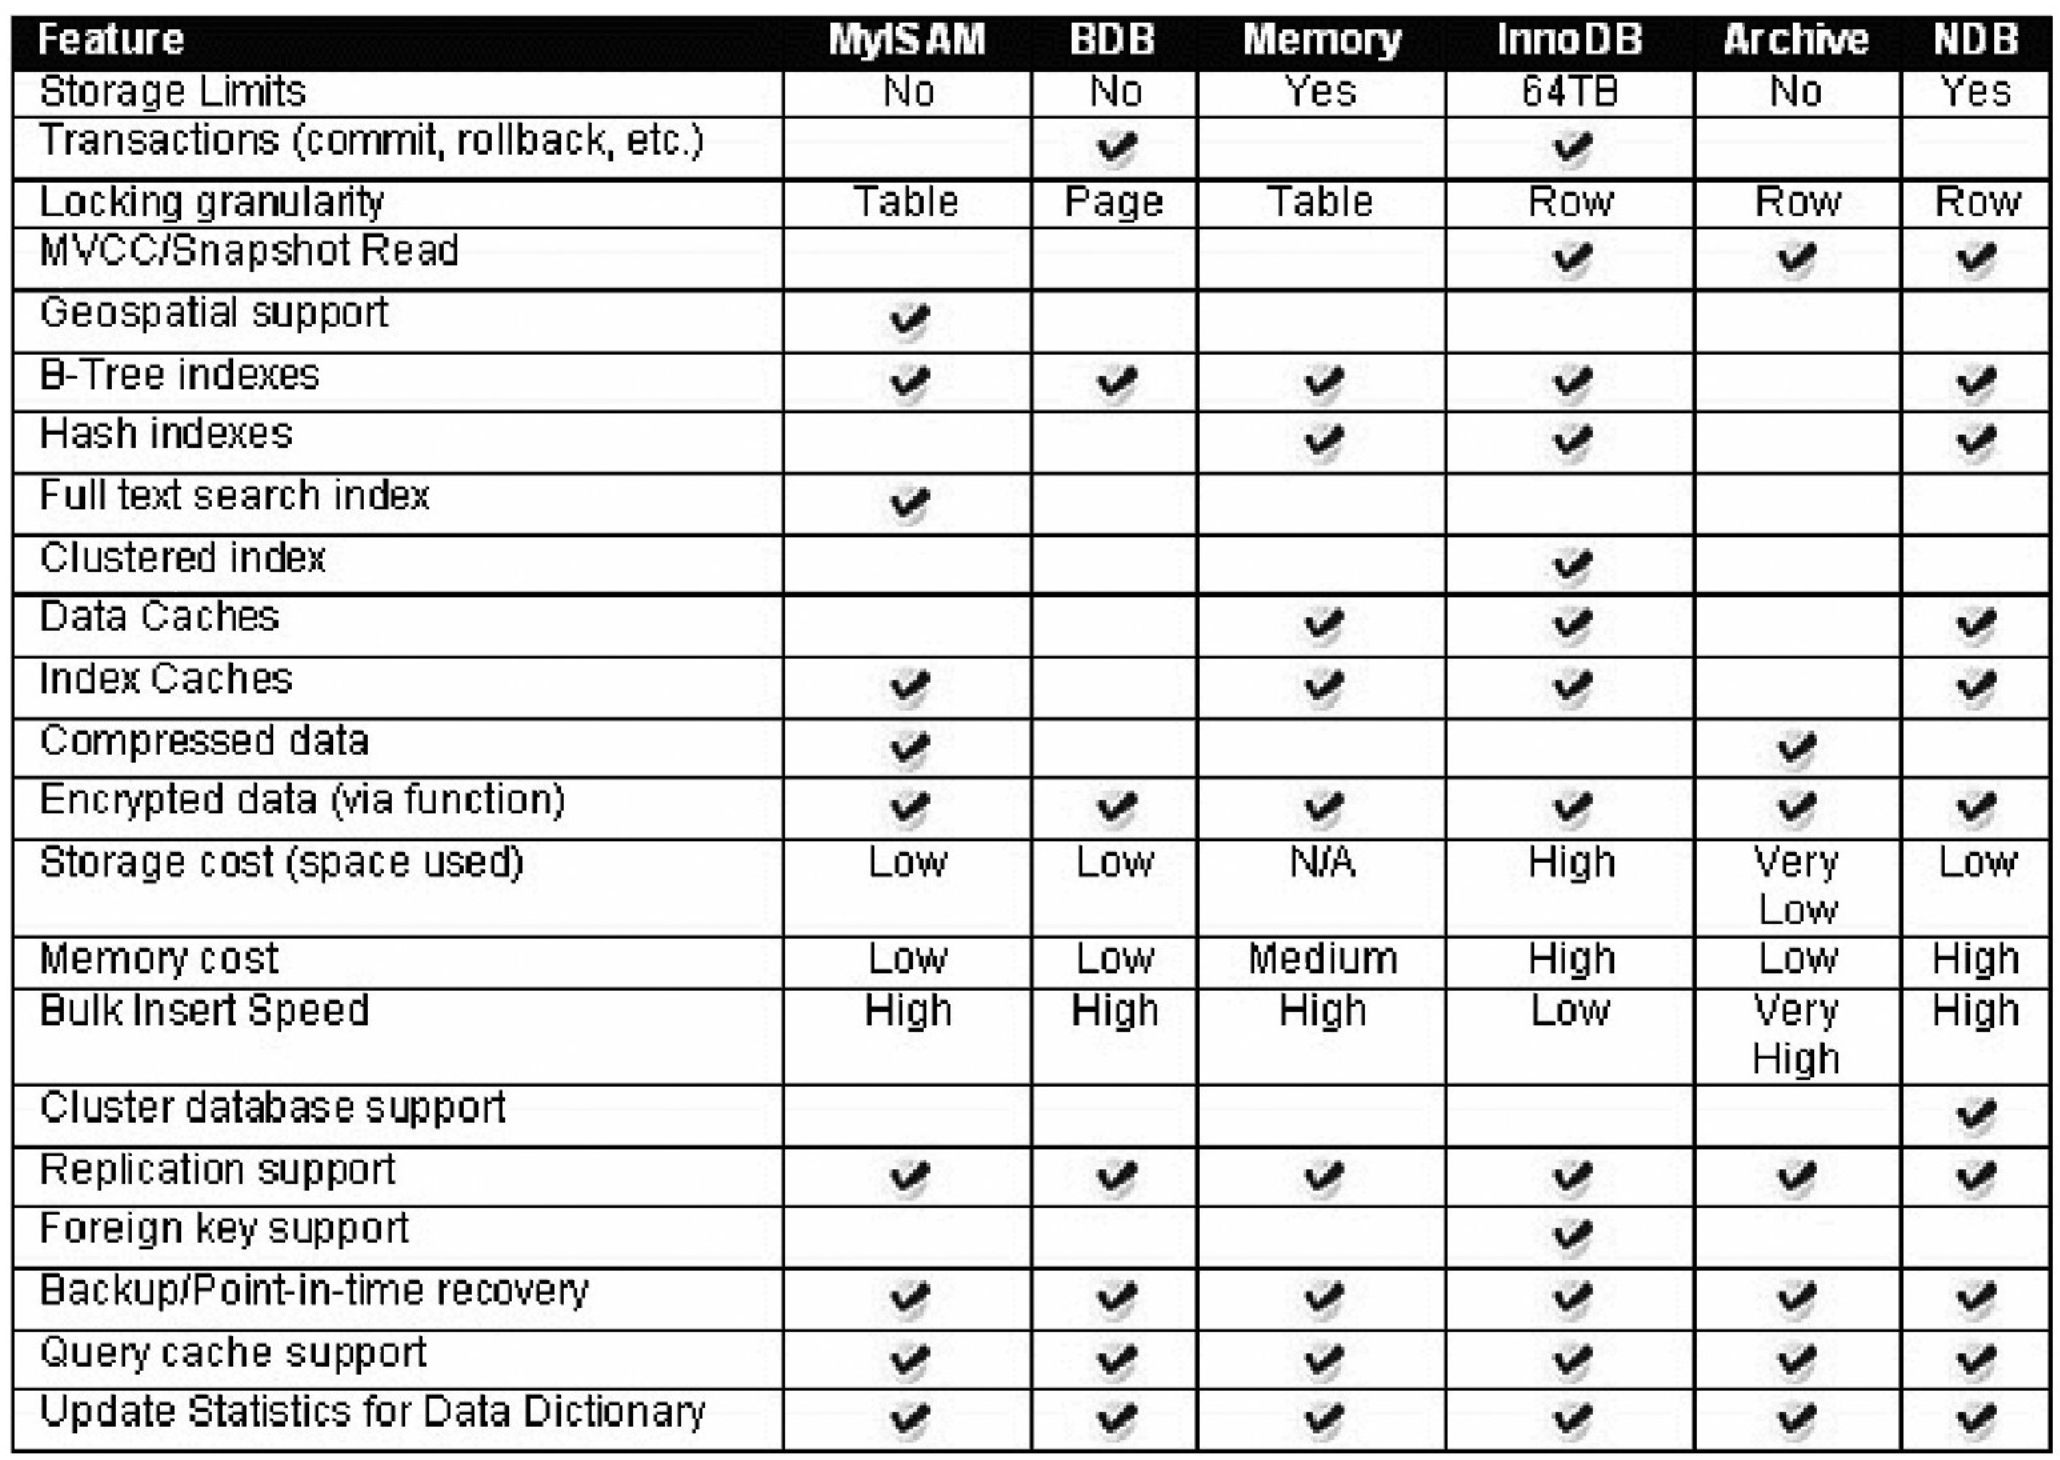 Feature MyISAM BDB Memory InnoDB Archive NDB
Storage Limits No No Yes 64TB No Yes
Transactions (commit, rollback, etc.) ✔ ✔
Locking granularity Table Page Table Row Row Row
MVCC/Snapshot Read ✔ ✔ ✔
Geospatial support ✔
B-Tree indexes ✔ ✔ ✔ ✔ ✔
Hash indexes ✔ ✔ ✔
Full text search index ✔
Clustered index ✔
Data Caches ✔ ✔ ✔
Index Caches ✔ ✔ ✔ ✔
Compressed data ✔ ✔
Encrypted data (via function) ✔ ✔ ✔ ✔ ✔ ✔
Storage cost (space used) Low Low N/A High Very Low
Low
Memory cost Low Low Medium High Low High
Bulk Insert Speed High High High Low Very High
High
Cluster database support ✔
Replication support ✔ ✔ ✔ ✔ ✔ ✔
Foreign key support ✔
Backup/Point-in-time recovery ✔ ✔ ✔ ✔ ✔ ✔
Query cache support ✔ ✔ ✔ ✔ ✔ ✔
Update Statistics for Data Dictionary ✔ ✔ ✔ ✔ ✔ ✔